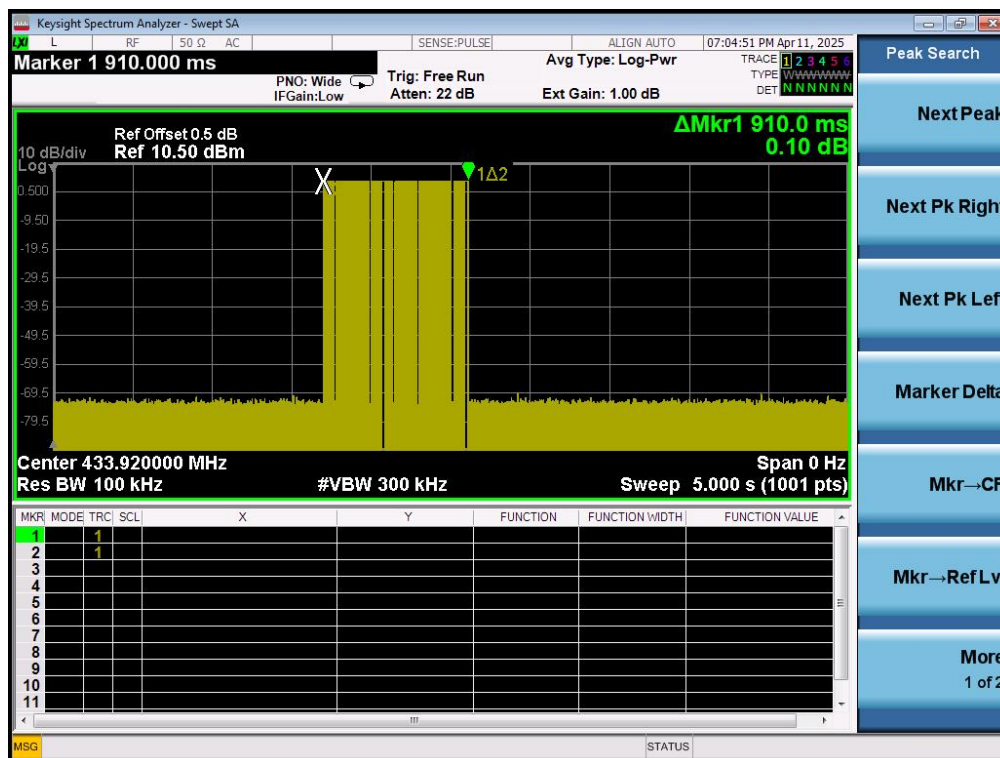 Keysight Spectrum Analyzer - Swept SA
LXI L RF 50 Ω AC SENSE:PULSE ALIGN AUTO 07:04:51 PM Apr 11, 2025
Marker 1 910.000 ms
PNO: Wide
IFGain:Low
Trig: Free Run
Atten: 22 dB
Avg Type: Log-Pwr
Ext Gain: 1.00 dB
TRACE 1 2 3 4 5 6
TYPE WWWWWW
DET N N N N N N
Peak Search
Next Peak
Next Pk Right
Next Pk Lef
Marker Delta
Mkr→CF
Mkr→Ref Lv
More
1 of 2
Ref Offset 0.5 dB
10 dB/div Ref 10.50 dBm
Log
ΔMkr1 910.0 ms
0.10 dB
X
1Δ2
0.500
-9.50
-19.5
-29.5
-39.5
-49.5
-59.5
-69.5
-79.5
Center 433.920000 MHz Span 0 Hz
Res BW 100 kHz #VBW 300 kHz Sweep 5.000 s (1001 pts)
MKR MODE TRC SCL X Y FUNCTION FUNCTION WIDTH FUNCTION VALUE
1 1
2 1
3
4
5
6
7
8
9
10
11
MSG STATUS